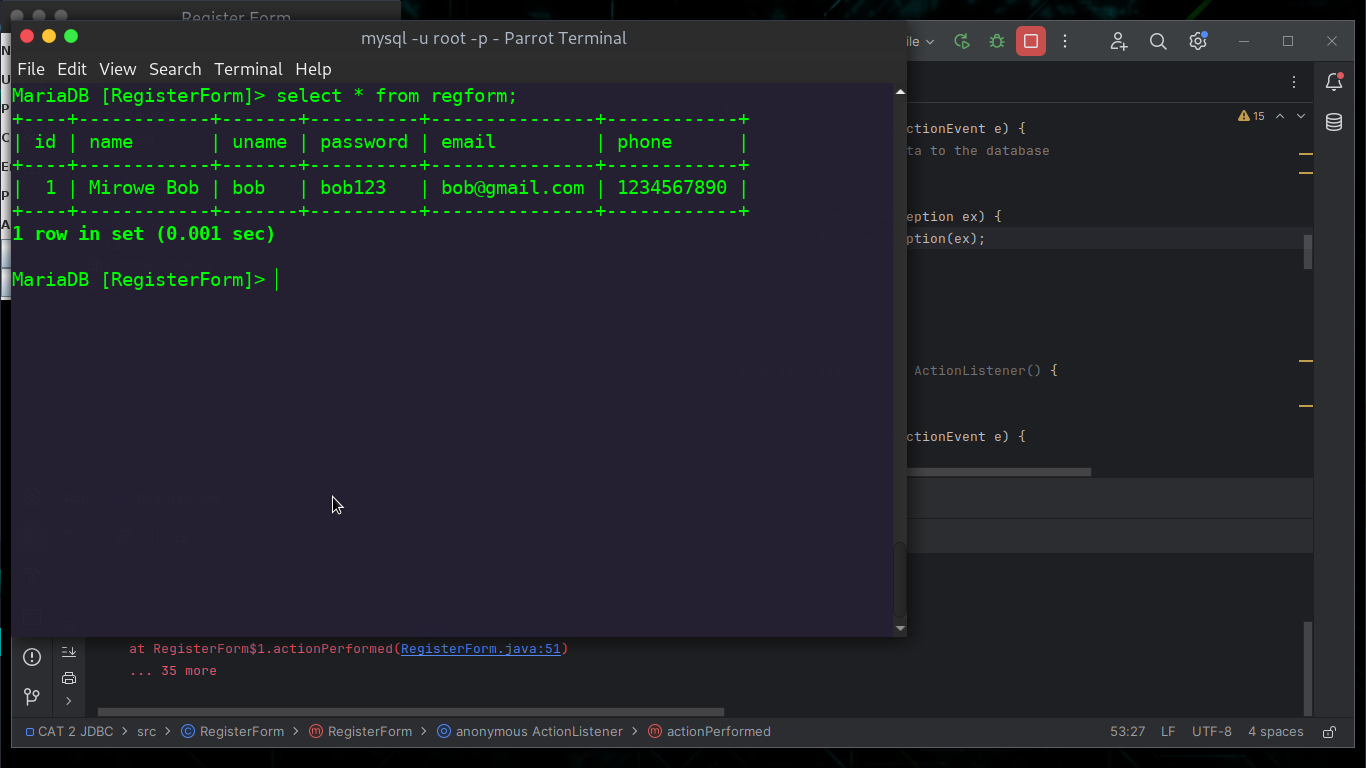 Register Form
mysql -u root -p - Parrot Terminal
File Edit View Search Terminal Help
MariaDB [RegisterForm]> select * from regform;
+----+------------+-------+----------+---------------+------------+
| id | name       | uname | password | email         | phone      |
+----+------------+-------+----------+---------------+------------+
|  1 | Mirowe Bob | bob   | bob123   | bob@gmail.com | 1234567890 |
+----+------------+-------+----------+---------------+------------+
1 row in set (0.001 sec)
MariaDB [RegisterForm]>
ile
15
ctionEvent e) {
ta to the database
eption ex) {
ption(ex);
ActionListener() {
ctionEvent e) {
at RegisterForm$1.actionPerformed(RegisterForm.java:51)
... 35 more
CAT 2 JDBC > src > RegisterForm > RegisterForm > anonymous ActionListener > actionPerformed
53:27 LF UTF-8 4 spaces